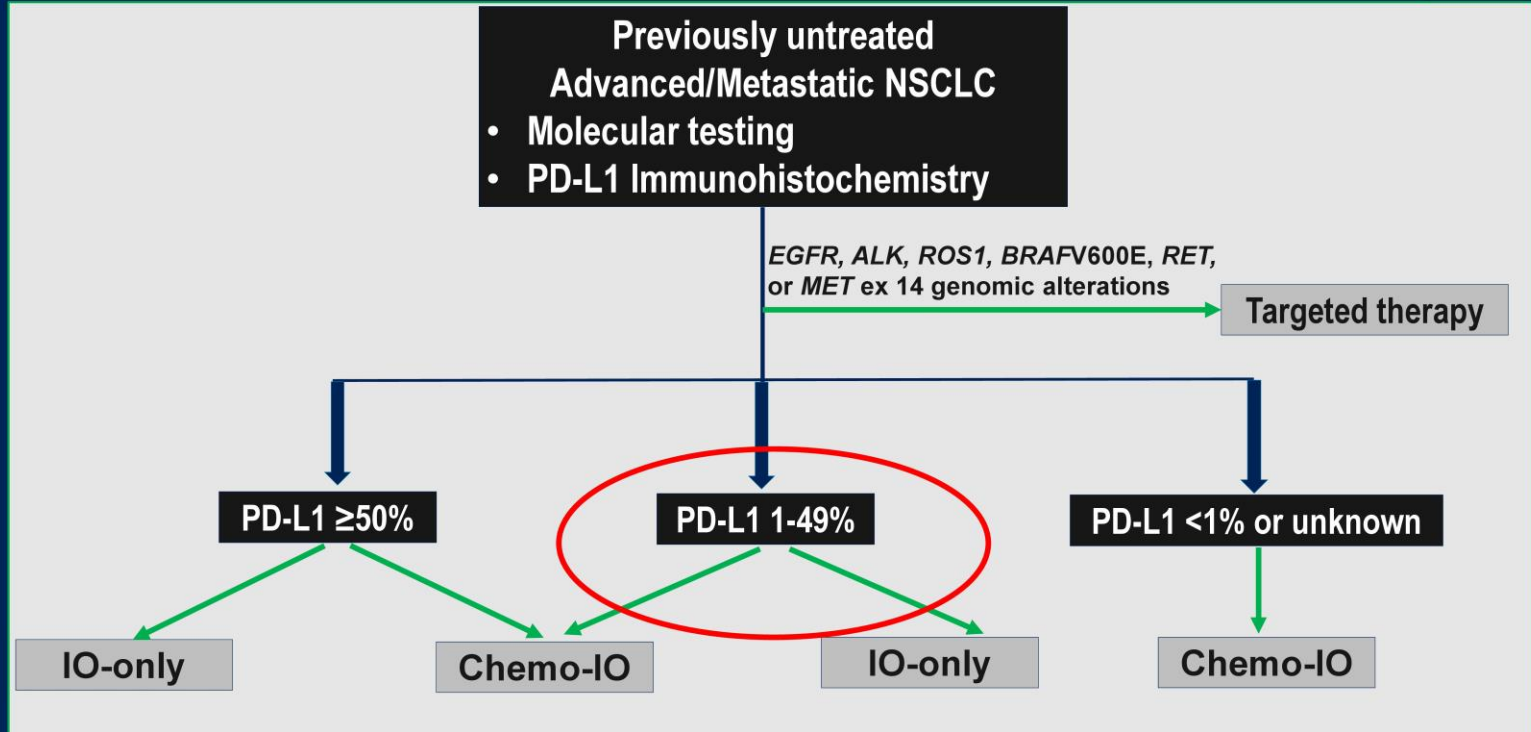 Previously untreated
Advanced/Metastatic NSCLC
• Molecular testing
• PD-L1 Immunohistochemistry
EGFR, ALK, ROS1, BRAFV600E, RET,
or MET ex 14 genomic alterations
Targeted therapy
PD-L1 ≥50%
PD-L1 1-49%
PD-L1 <1% or unknown
IO-only
Chemo-IO
IO-only
Chemo-IO